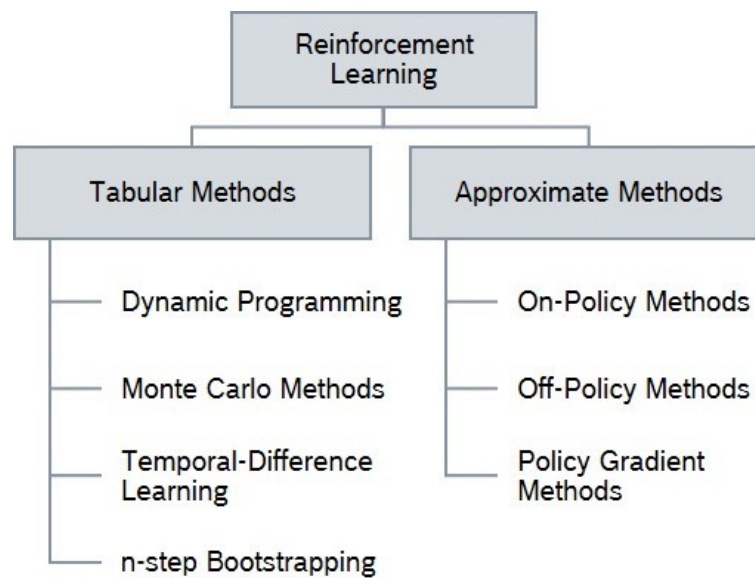 Reinforcement
Learning
Tabular Methods
Dynamic Programming
Monte Carlo Methods
Temporal-Difference
Learning
n-step Bootstrapping
Approximate Methods
On-Policy Methods
Off-Policy Methods
Policy Gradient
Methods